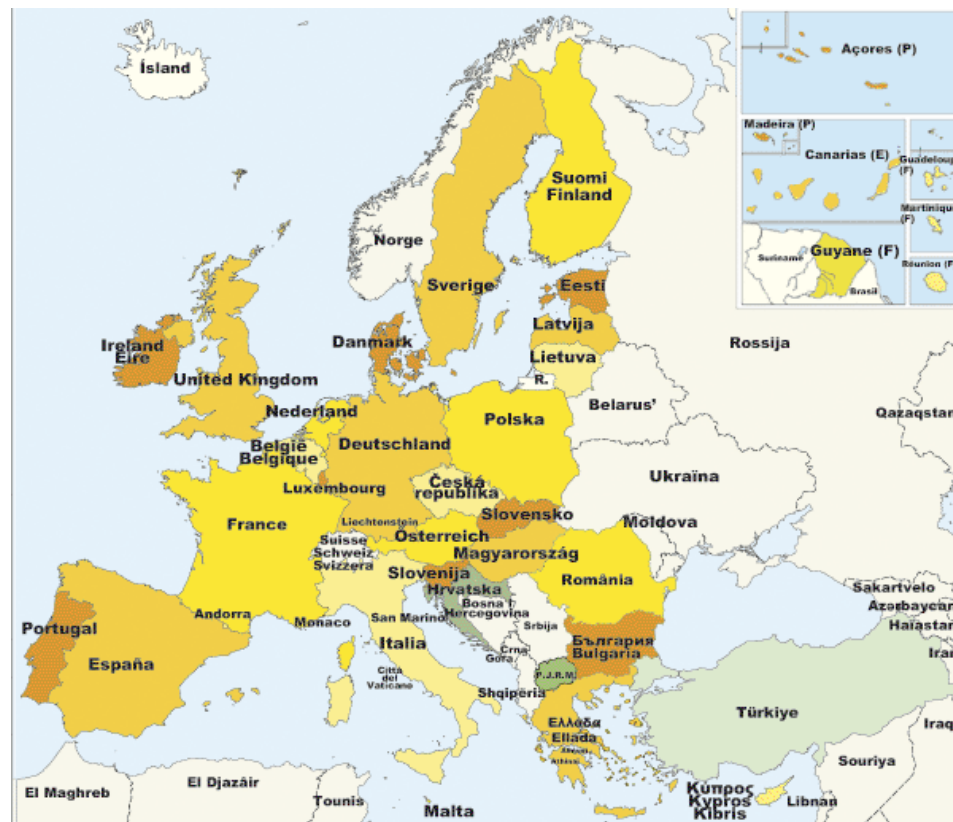 Ísland
Açores (P)
Madeira (P)
Canarias (E)
Guadeloup
(F)
Martinique
(F)
Guyane (F)
Suriname
Brasil
Réunion (F
Suomi
Finland
Norge
Sverige
Eesti
Latvija
Lietuva
R.
Danmark
Ireland
Éire
United Kingdom
Rossija
Belarus'
Qazaqstan
Nederland
Polska
België
Belgique
Deutschland
Luxembourg
Česká
republika
Ukraïna
Slovensko
France
Liechtenstein
Österreich
Moldova
Suisse
Schweiz
Svizzera
Magyarország
Slovenija
România
Hrvatska
Bosna i
Hercegovina
Sakartvelo
Azərbaycan
Haïastan
Iran
Andorra
Monaco
San Marino
Srbija
Portugal
España
Italia
Città
del
Vaticano
Crna
Gora
България
Bulgaria
P.J.R.M.
Shqipëria
Türkiye
Iraq
Ελλάδα
Ellada
Souriya
El Maghreb
El Djazâir
Tounis
Malta
Κύπρος
Kypros
Kibris
Libnan